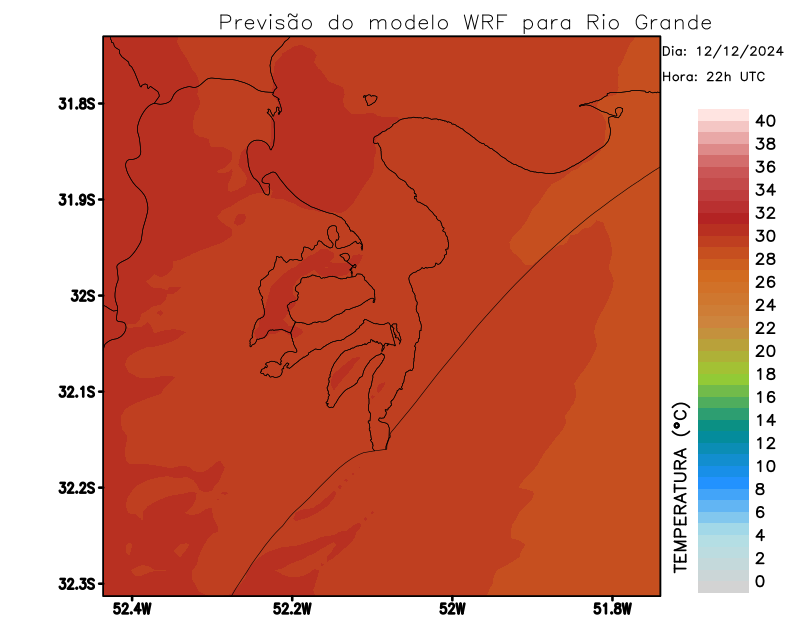 Previsão do modelo WRF para Rio Grande
Dia: 12/12/2024
Hora: 22h UTC
31.8S
31.9S
32S
32.1S
32.2S
32.3S
52.4W
52.2W
52W
51.8W
TEMPERATURA (°C)
40
38
36
34
32
30
28
26
24
22
20
18
16
14
12
10
8
6
4
2
0